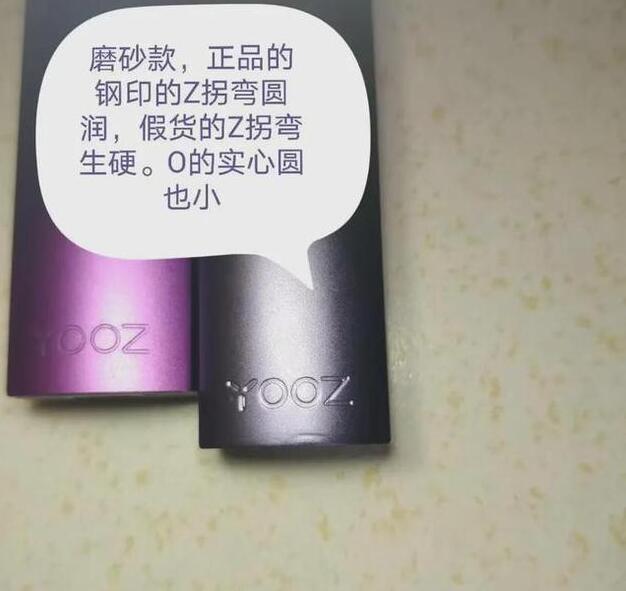 磨砂款，正品的
钢印的Z拐弯圆
润，假货的Z拐弯
生硬。O的实心圆
也小
YOOZ
YOOZ